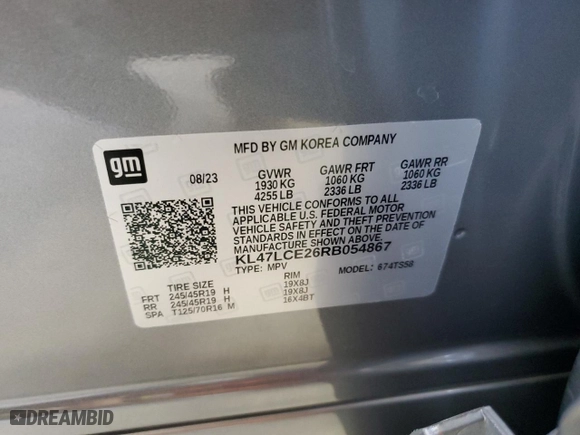 gm
MFD BY GM KOREA COMPANY
08/23
GVWR GAWR FRT GAWR RR
1930 KG 1060 KG 1060 KG
4255 LB 2336 LB 2336 LB
THIS VEHICLE CONFORMS TO ALL
APPLICABLE U.S. FEDERAL MOTOR
VEHICLE SAFETY AND THEFT PREVENTION
STANDARDS IN EFFECT ON THE DATE OF
MANUFACTURE SHOWN ABOVE.
KL47LCE26RB054867
TYPE: MPV MODEL: 674TSS8
TIRE SIZE RIM
FRT 245/45R19 H 19X8J
RR 245/45R19 H 19X8J
SPA T125/70R16 M 16X4BT
DREAMBID